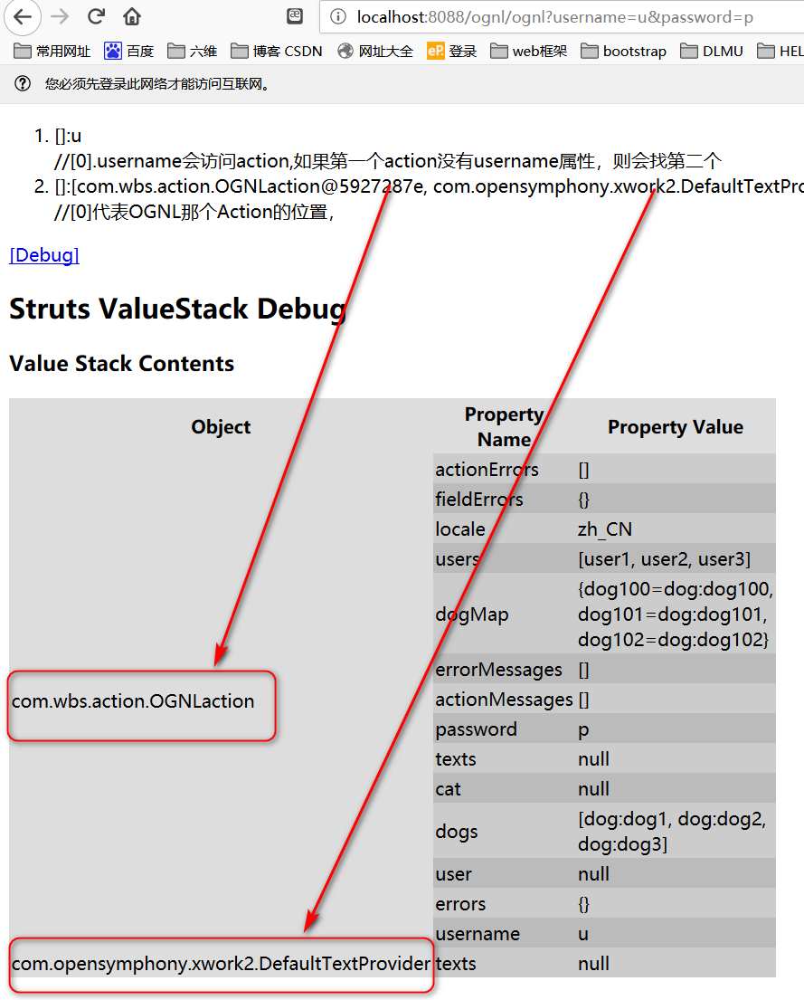 localhost:8088/ognl/ognl?username=u&password=p
常用网址 百度 六维 博客 CSDN 网址大全 eP 登录 web框架 bootstrap DLMU HEL
您必须先登录此网络才能访问互联网。
1. []:u
//[0].username会访问action,如果第一个action没有username属性，则会找第二个
2. []:[com.wbs.action.OGNLaction@5927287e, com.opensymphony.xwork2.DefaultTextPro
//[0]代表OGNL那个Action的位置，
[Debug]
Struts ValueStack Debug
Value Stack Contents
Object Property Name Property Value
actionErrors []
fieldErrors {}
locale zh_CN
users [user1, user2, user3]
dogMap {dog100=dog:dog100,
dog101=dog:dog101,
dog102=dog:dog102}
errorMessages []
com.wbs.action.OGNLaction actionMessages []
password p
texts null
cat null
dogs [dog:dog1, dog:dog2,
dog:dog3]
user null
errors {}
username u
com.opensymphony.xwork2.DefaultTextProvider texts null